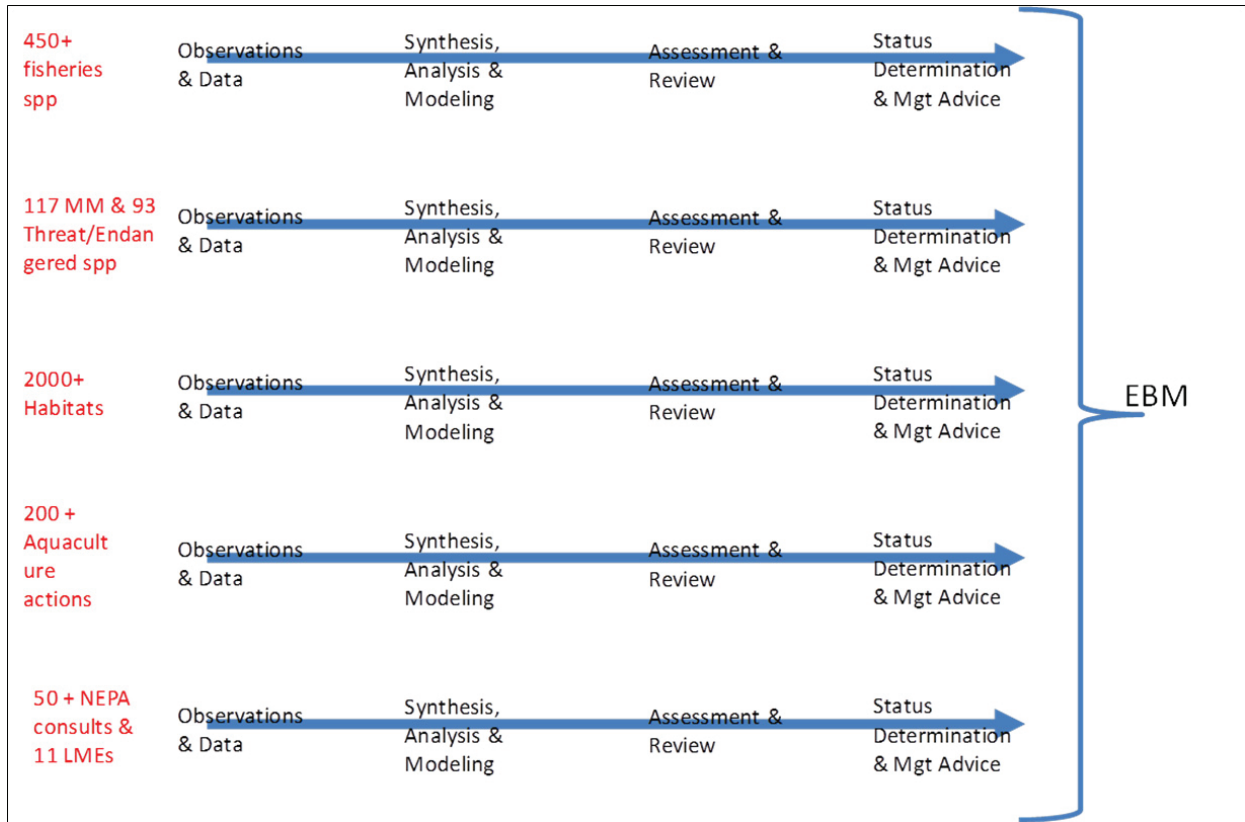 450+
fisheries
spp
Observations
& Data
Synthesis,
Analysis &
Modeling
Assessment &
Review
Status
Determination
& Mgt Advice
117 MM & 93
Threat/Endan
gered spp
Observations
& Data
Synthesis,
Analysis &
Modeling
Assessment &
Review
Status
Determination
& Mgt Advice
2000+
Habitats
Observations
& Data
Synthesis,
Analysis &
Modeling
Assessment &
Review
Status
Determination
& Mgt Advice
EBM
200 +
Aquacult
ure
actions
Observations
& Data
Synthesis,
Analysis &
Modeling
Assessment &
Review
Status
Determination
& Mgt Advice
50 + NEPA
consults &
11 LMEs
Observations
& Data
Synthesis,
Analysis &
Modeling
Assessment &
Review
Status
Determination
& Mgt Advice